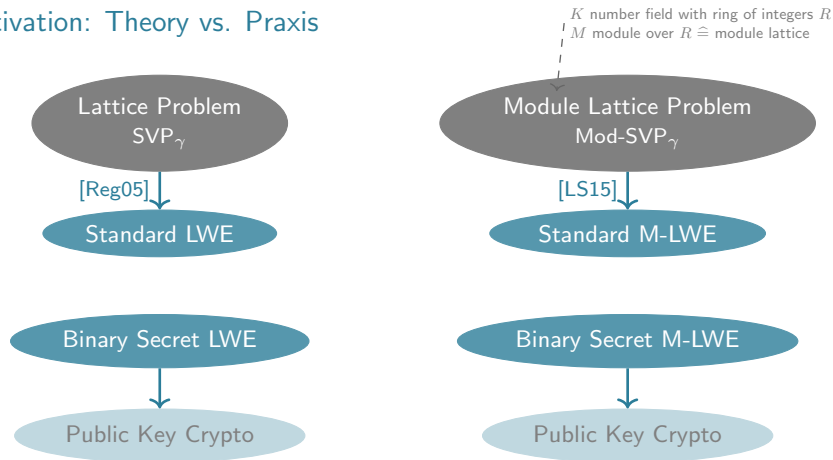 tivation: Theory vs. Praxis
K number field with ring of integers R
M module over R ≙ module lattice
Lattice Problem
SVPγ
Module Lattice Problem
Mod-SVPγ
[Reg05]
[LS15]
Standard LWE
Standard M-LWE
Binary Secret LWE
Binary Secret M-LWE
Public Key Crypto
Public Key Crypto